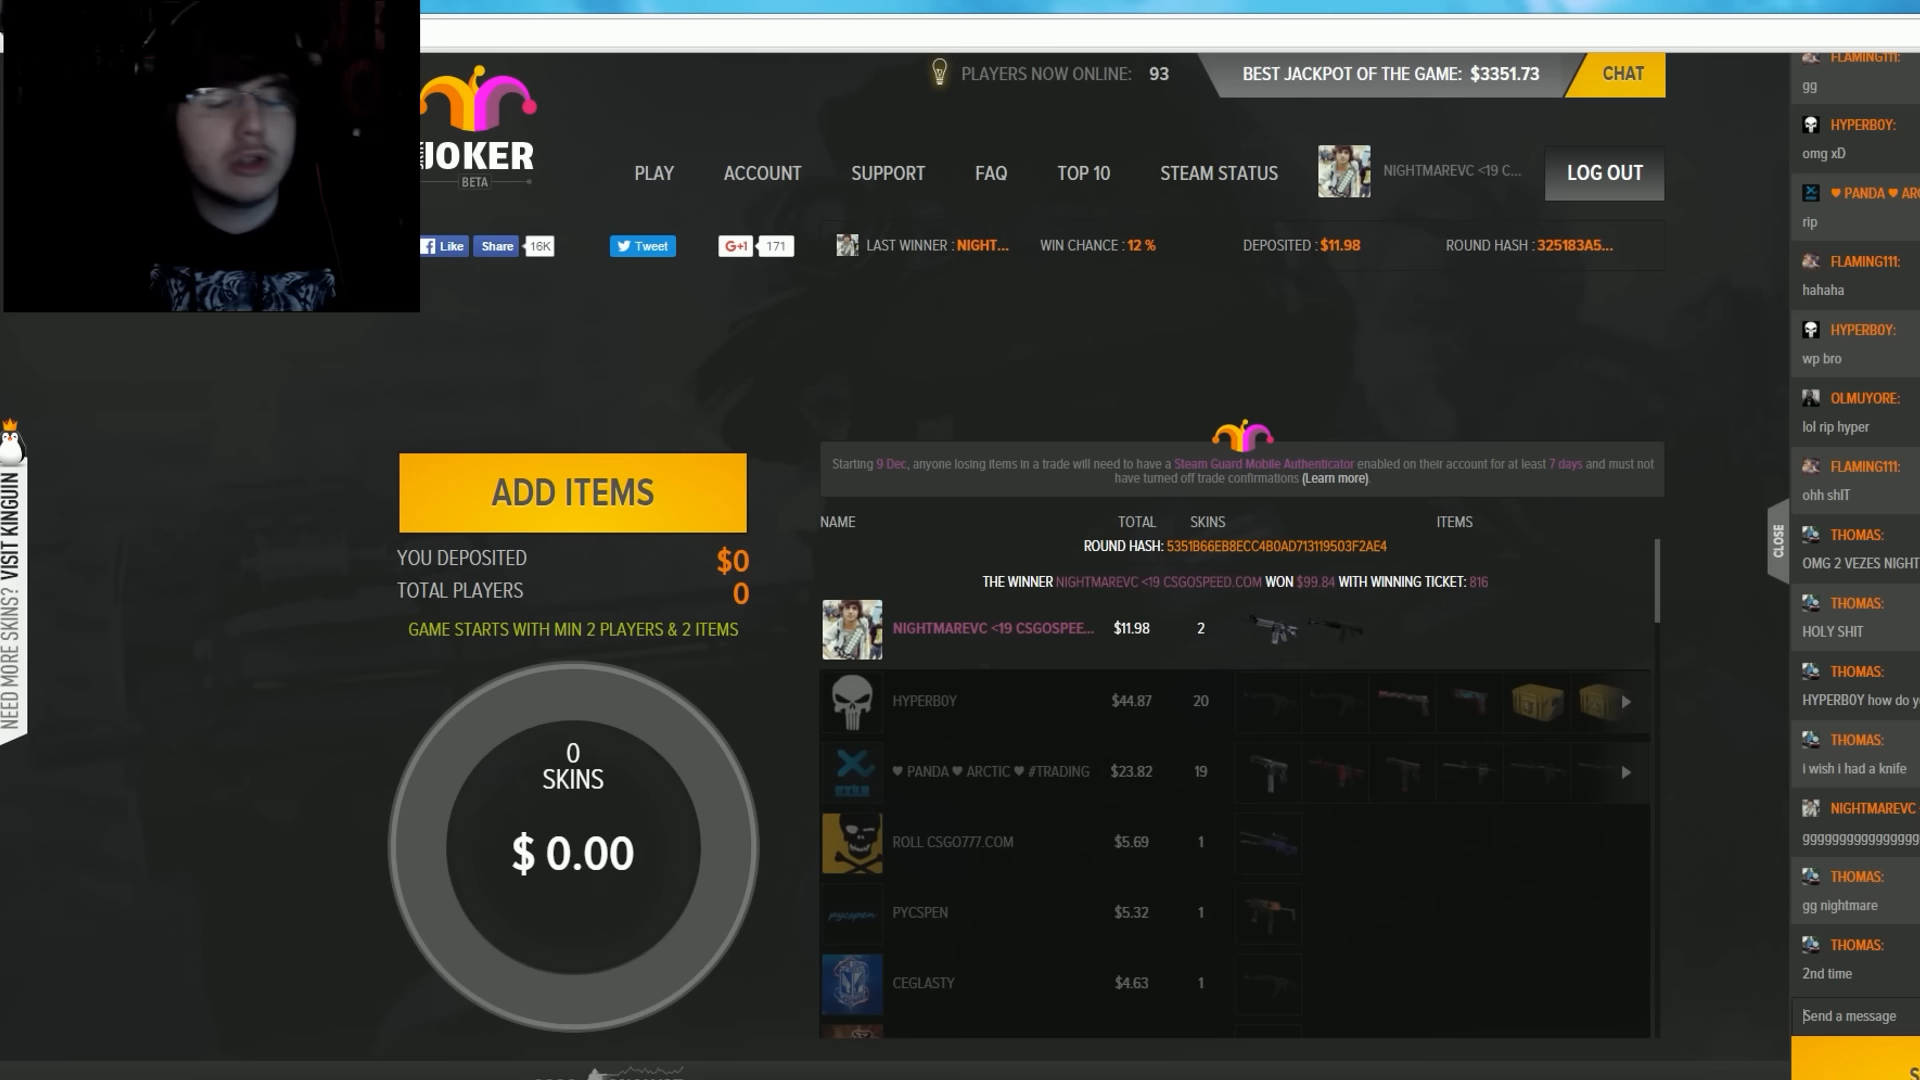 PLAYERS NOW ONLINE: 93
BEST JACKPOT OF THE GAME: $3351.73
CHAT
JOKER
BETA
PLAY
ACCOUNT
SUPPORT
FAQ
TOP 10
STEAM STATUS
NIGHTMAREVC <19 C...
LOG OUT
Like
Share
16K
Tweet
G+1
171
LAST WINNER : NIGHT...
WIN CHANCE : 12 %
DEPOSITED : $11.98
ROUND HASH : 325183A5...
NEED MORE SKINS? VISIT KINGUIN
ADD ITEMS
YOU DEPOSITED $0
TOTAL PLAYERS 0
GAME STARTS WITH MIN 2 PLAYERS & 2 ITEMS
0
SKINS
$ 0.00
Starting 9 Dec, anyone losing items in a trade will need to have a Steam Guard Mobile Authenticator enabled on their account for at least 7 days and must not
have turned off trade confirmations (Learn more)
NAME TOTAL SKINS ITEMS
ROUND HASH: 5351B66EB8ECC4B0AD713119503F2AE4
THE WINNER NIGHTMAREVC <19 CSGOSPEED.COM WON $99.84 WITH WINNING TICKET: 816
NIGHTMAREVC <19 CSGOSPEE... $11.98 2
HYPERB0Y $44.87 20
♥ PANDA ♥ ARCTIC ♥ #TRADING $23.82 19
ROLL CSGO777.COM $5.69 1
pycspen
PYCSPEN $5.32 1
CEGLASTY $4.63 1
CLOSE
FLAMING111:
gg
HYPERB0Y:
omg xD
♥ PANDA ♥ ARC
rip
FLAMING111:
hahaha
HYPERB0Y:
wp bro
OLMUYORE:
lol rip hyper
FLAMING111:
ohh shIT
THOMAS:
OMG 2 VEZES NIGHT
THOMAS:
HOLY SHIT
THOMAS:
HYPERBOY how do y
THOMAS:
i wish i had a knife
NIGHTMAREVC
gggggggggggggggg
THOMAS:
gg nightmare
THOMAS:
2nd time
Send a message
S